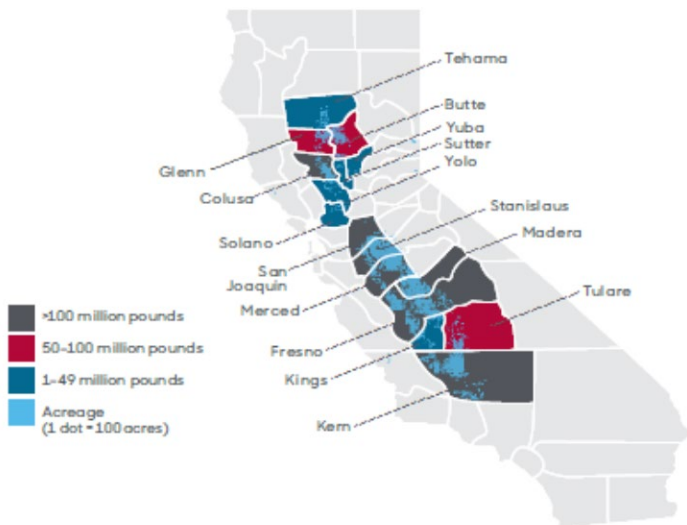 Tehama
Butte
Yuba
Sutter
Yolo
Glenn
Colusa
Solano
Stanislaus
Madera
San
Joaquin
Merced
Tulare
Fresno
Kings
Kern
>100 million pounds
50–100 million pounds
1–49 million pounds
Acreage
(1 dot = 100 acres)